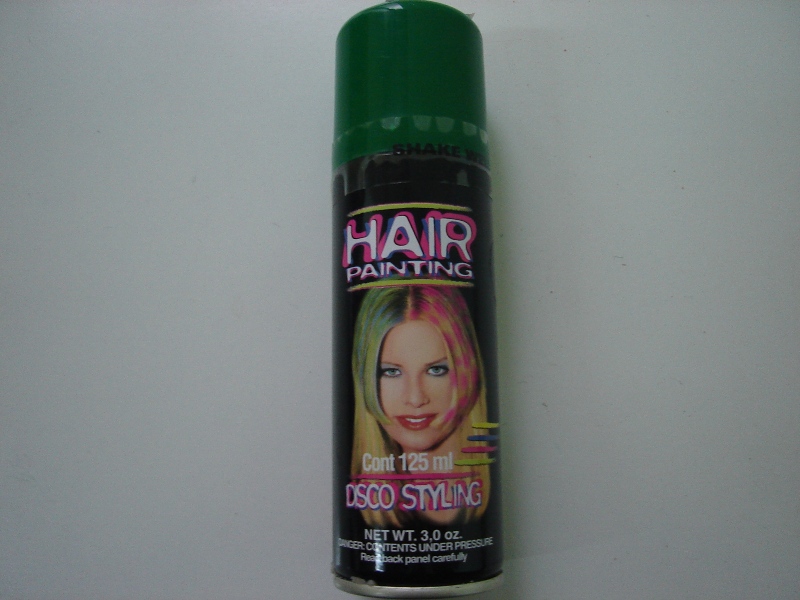 SHAKE
HAIR
PAINTING
Cont 125 ml
DISCO STYLING
NET WT. 3,0 oz.
DANGER: CONTENTS UNDER PRESSURE
Read back panel carefully